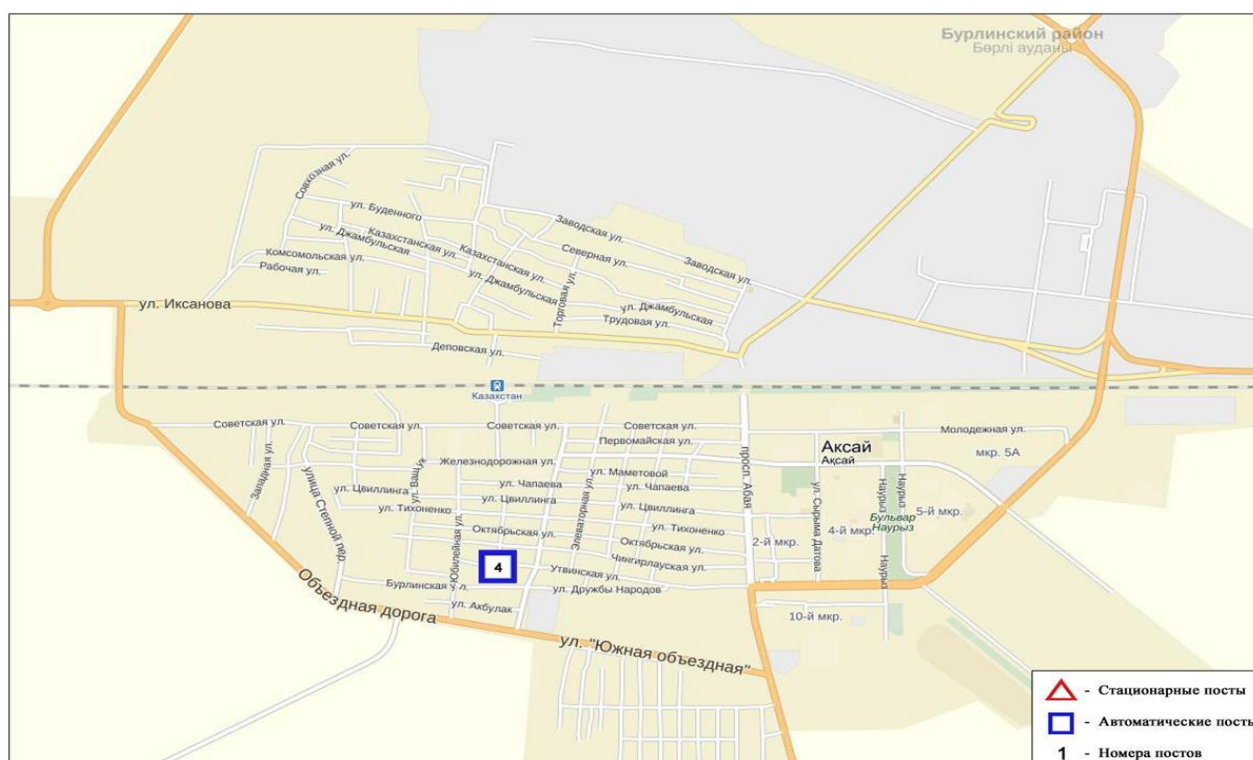 Бурлинский район
Бөрлі ауданы
Совхозная ул.
ул. Буденного
Заводская ул.
ул. Джамбульская
Казахстанская ул.
Казахстанская ул.
Северная ул.
Заводская ул.
Комсомольская ул.
Рабочая ул.
ул. Джамбульская
Торговая ул.
ул. Джамбульская
Трудовая ул.
ул. Иксанова
Деповская ул.
Казахстан
Советская ул.
Советская ул.
Советская ул.
Советская ул.
Молодежная ул.
Первомайская ул.
Аксай
Ақсай
мкр. 5А
Западная ул.
улица Степной пер.
ул. Ващук
Железнодорожная ул.
ул. Маметовой
просп. Абая
ул. Чапаева
ул. Чапаева
ул. Цвиллинга
ул. Цвиллинга
ул. Цвиллинга
Элеваторная ул.
ул. Сырыма Датова
Наурыз
Наурыз
ул. Тихоненко
ул. Тихоненко
Бульвар
Наурыз
5-й мкр.
4-й мкр.
2-й мкр.
Юбилейная ул.
Октябрьская ул.
Октябрьская ул.
Чингирлауская ул.
4
Утвинская ул.
Наурыз
Бурлинская ул.
ул. Дружбы Народов
ул. Акбулак
10-й мкр.
Объездная дорога
ул. "Южная объездная"
- Стационарные посты
- Автоматические посты
1 - Номера постов